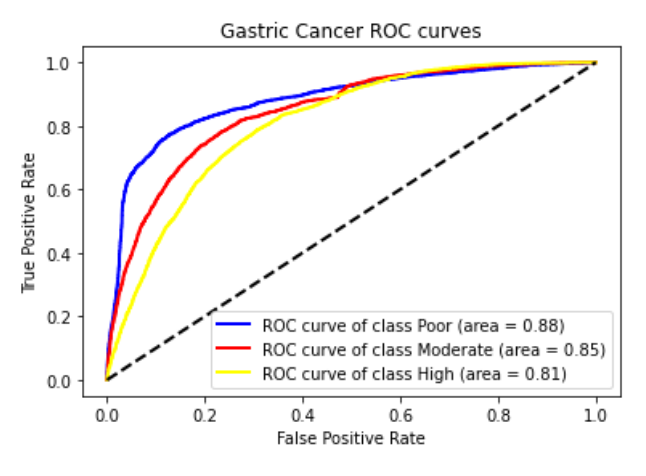 Gastric Cancer ROC curves
True Positive Rate
1.0
0.8
0.6
0.4
0.2
0.0
ROC curve of class Poor (area = 0.88)
ROC curve of class Moderate (area = 0.85)
ROC curve of class High (area = 0.81)
0.0 0.2 0.4 0.6 0.8 1.0
False Positive Rate